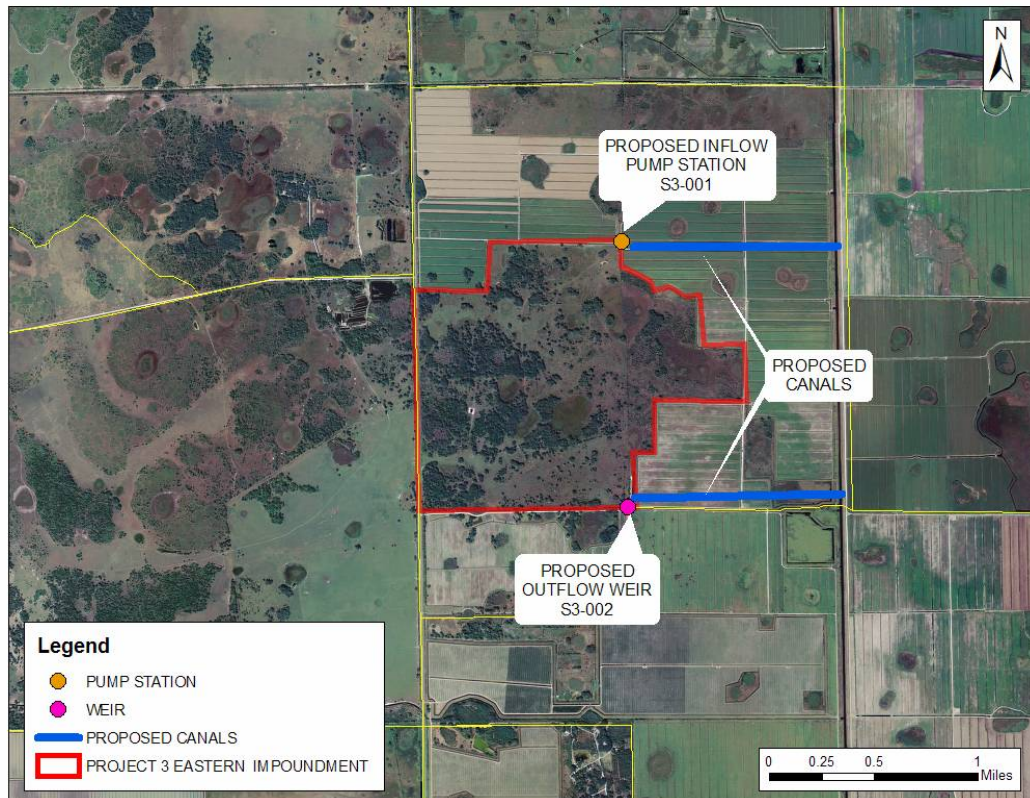 N
PROPOSED INFLOW
PUMP STATION
S3-001
PROPOSED
CANALS
PROPOSED
OUTFLOW WEIR
S3-002
Legend
PUMP STATION
WEIR
PROPOSED CANALS
PROJECT 3 EASTERN IMPOUNDMENT
0 0.25 0.5 1
Miles